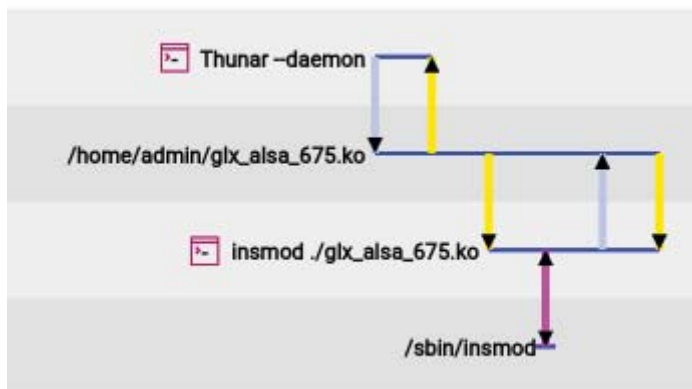 Thunar –daemon
/home/admin/glx_alsa_675.ko
insmod ./glx_alsa_675.ko
/sbin/insmod